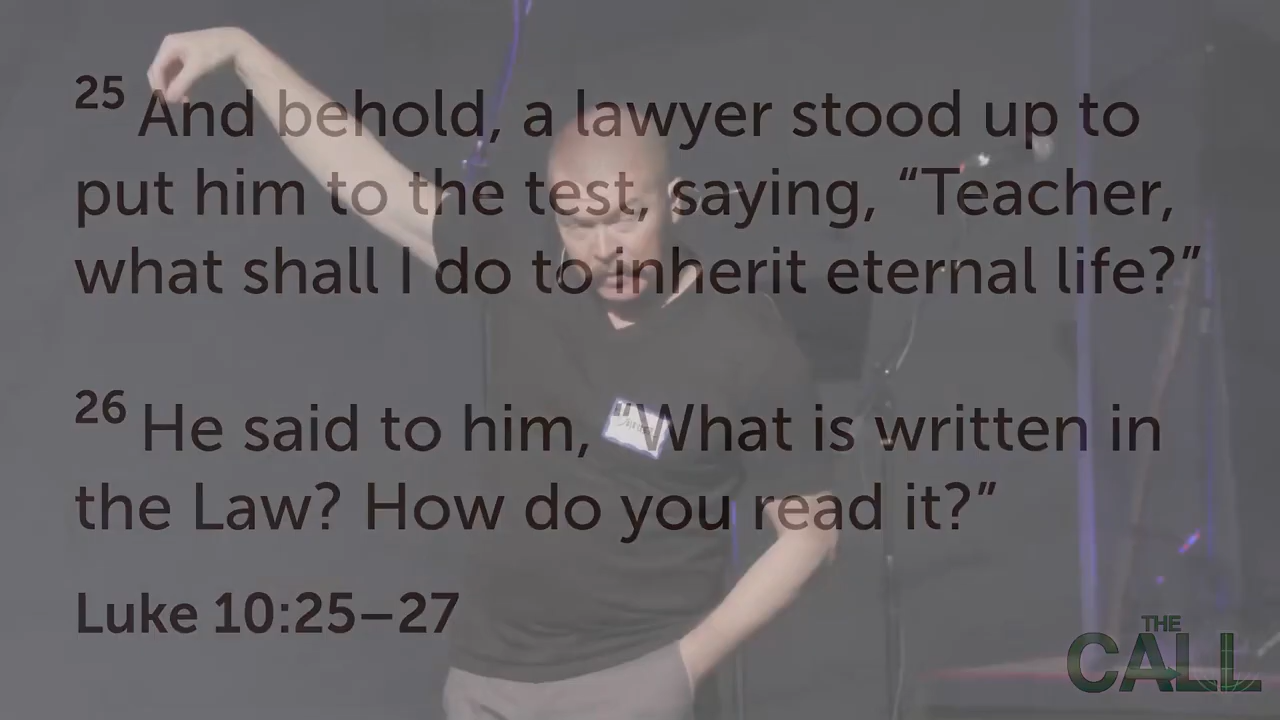 25 And behold, a lawyer stood up to
put him to the test, saying, “Teacher,
what shall I do to inherit eternal life?”
26 He said to him, “What is written in
the Law? How do you read it?”
Luke 10:25–27
THE
CALL